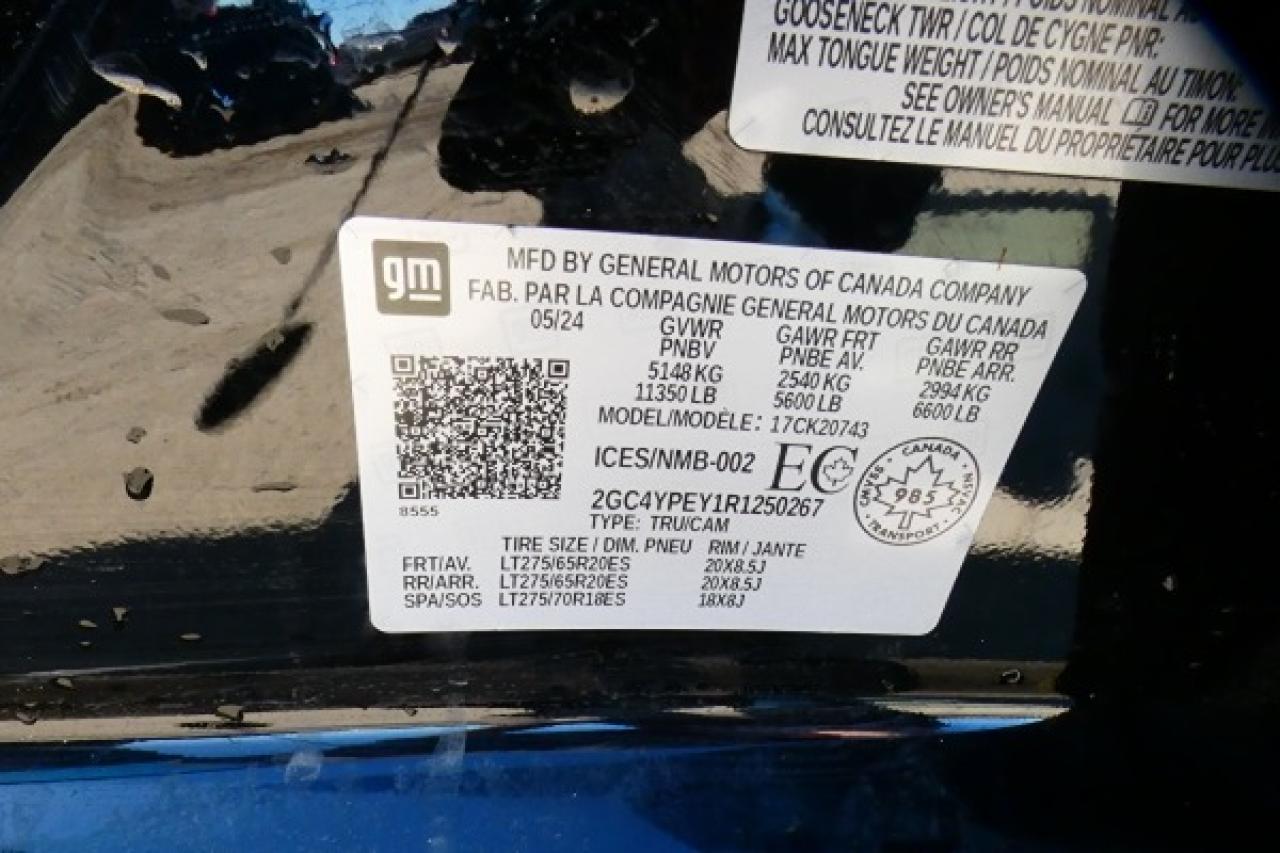 POIDS NOMINAL
GOOSENECK TWR / COL DE CYGNE PNR:
MAX TONGUE WEIGHT / POIDS NOMINAL AU TIMON:
SEE OWNER'S MANUAL FOR MORE
CONSULTEZ LE MANUEL DU PROPRIETAIRE POUR
gm
MFD BY GENERAL MOTORS OF CANADA COMPANY
FAB. PAR LA COMPAGNIE GENERAL MOTORS DU CANADA
05/24 GVWR GAWR FRT GAWR RR
PNBV PNBE AV. PNBE ARR.
5148 KG 2540 KG 2994 KG
11350 LB 5600 LB 6600 LB
MODEL/MODÈLE: 17CK20743
ICES/NMB-002 EC
2GC4YPEY1R1250267
TYPE: TRU/CAM
8555
CANADA
CMVSS 985 NSVAC
TRANSPORT
TIRE SIZE / DIM. PNEU RIM / JANTE
FRT/AV. LT275/65R20ES 20X8.5J
RR/ARR. LT275/65R20ES 20X8.5J
SPA/SOS LT275/70R18ES 18X8J